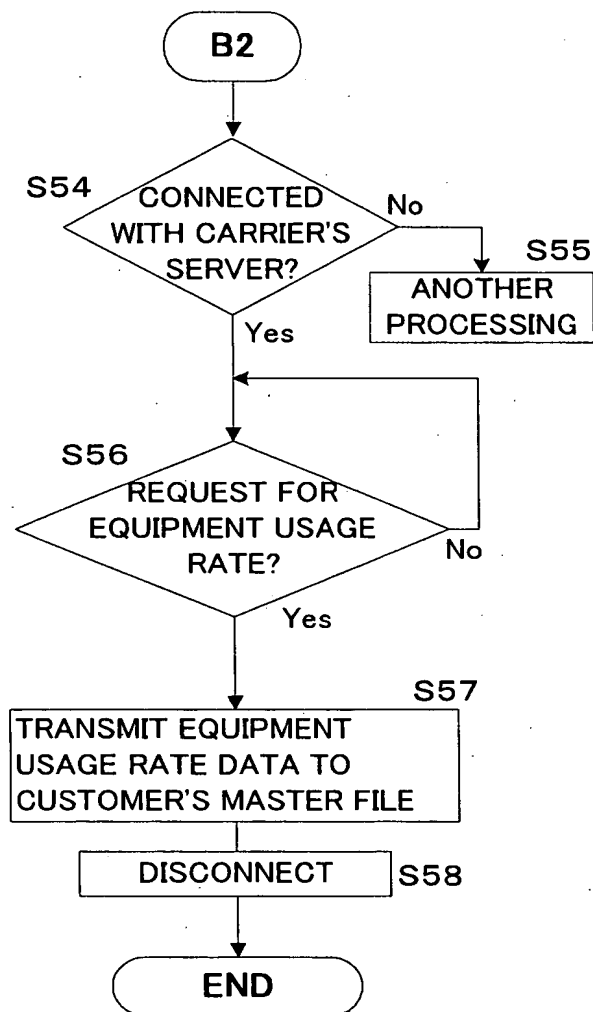 B2
S54
CONNECTED
WITH CARRIER'S
SERVER?
No
S55
ANOTHER
PROCESSING
Yes
S56
REQUEST FOR
EQUIPMENT USAGE
RATE?
No
Yes
S57
TRANSMIT EQUIPMENT
USAGE RATE DATA TO
CUSTOMER'S MASTER FILE
DISCONNECT
S58
END